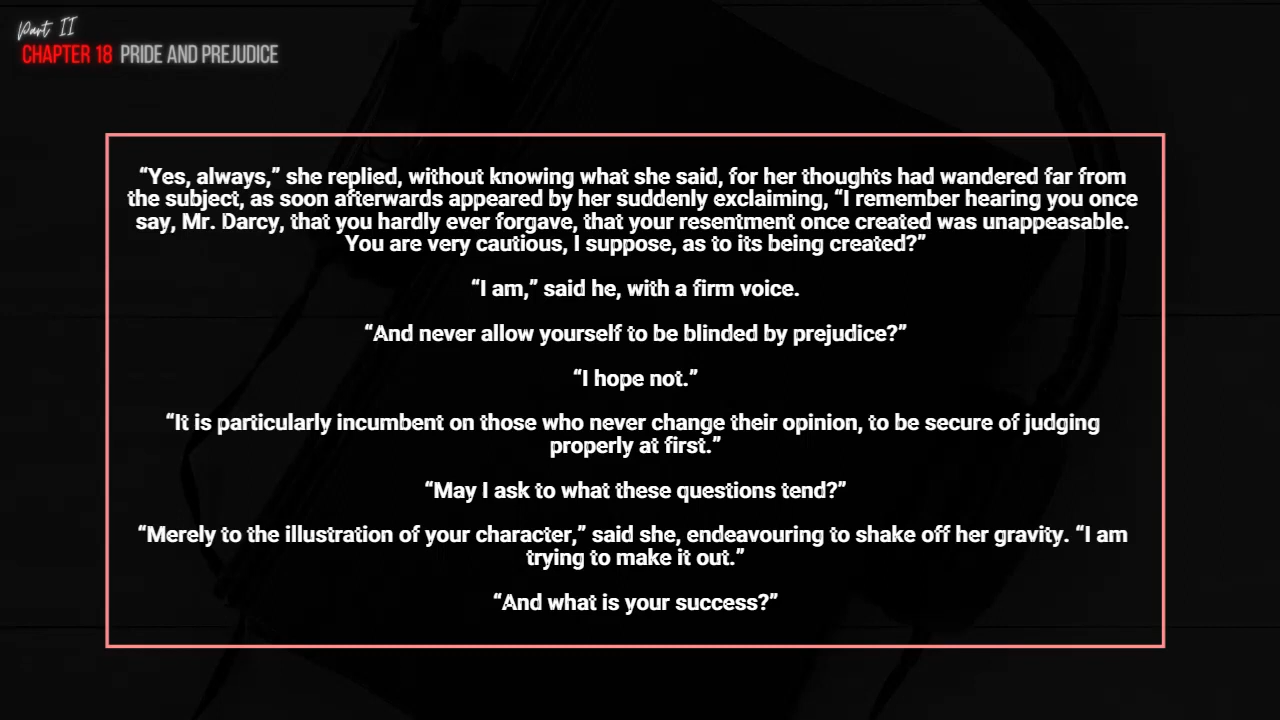 Part II
CHAPTER 18 PRIDE AND PREJUDICE
“Yes, always,” she replied, without knowing what she said, for her thoughts had wandered far from
the subject, as soon afterwards appeared by her suddenly exclaiming, “I remember hearing you once
say, Mr. Darcy, that you hardly ever forgave, that your resentment once created was unappeasable.
You are very cautious, I suppose, as to its being created?”
“I am,” said he, with a firm voice.
“And never allow yourself to be blinded by prejudice?”
“I hope not.”
“It is particularly incumbent on those who never change their opinion, to be secure of judging
properly at first.”
“May I ask to what these questions tend?”
“Merely to the illustration of your character,” said she, endeavouring to shake off her gravity. “I am
trying to make it out.”
“And what is your success?”